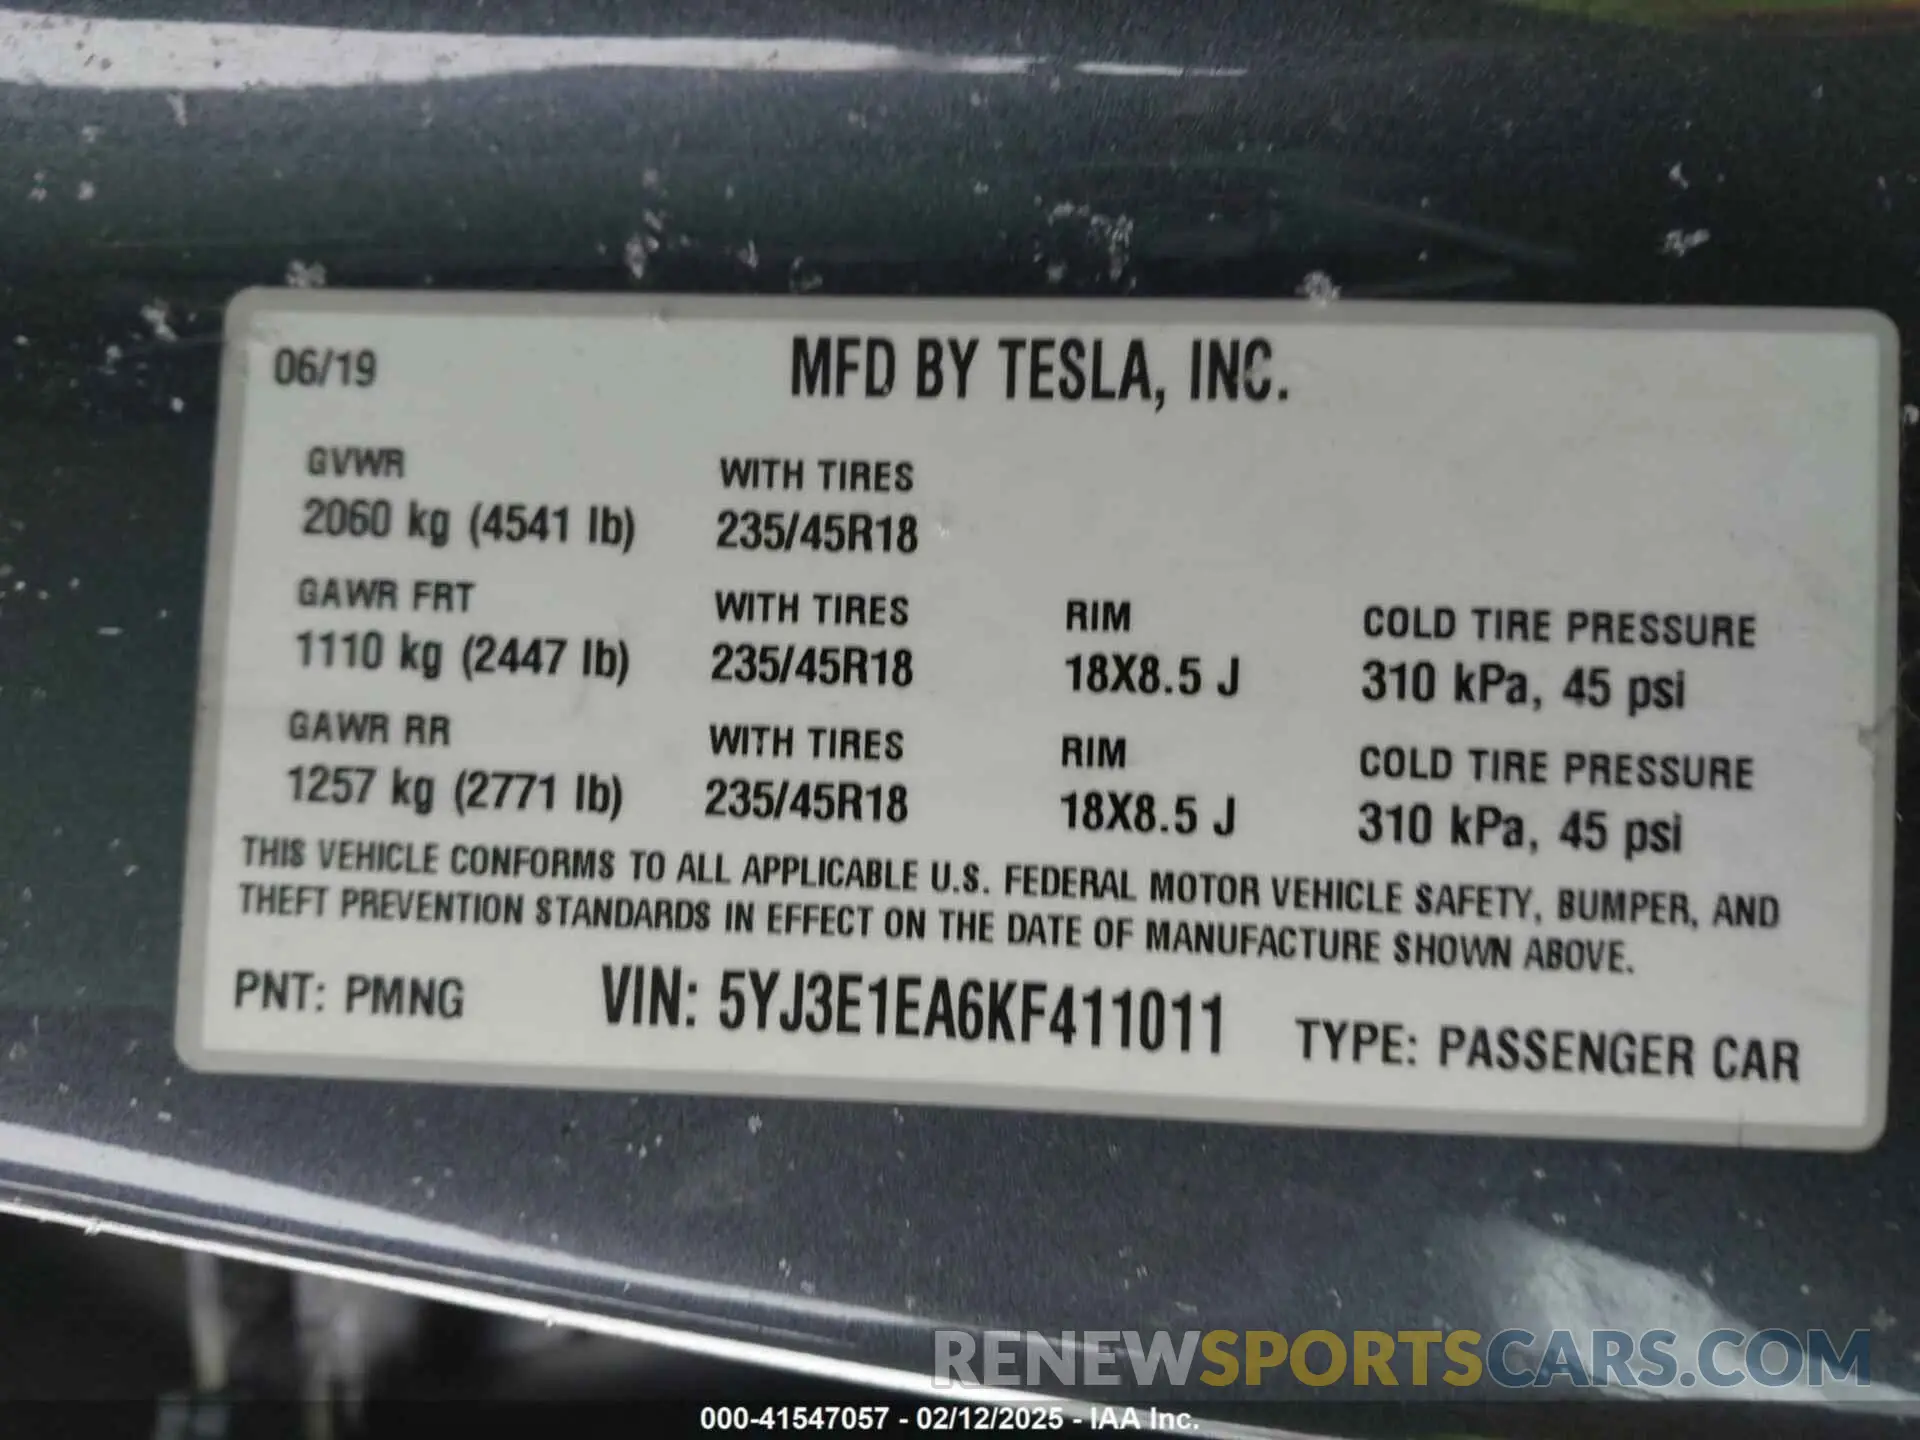 06/19 MFD BY TESLA, INC.
GVWR WITH TIRES
2060 kg (4541 lb) 235/45R18
GAWR FRT WITH TIRES RIM COLD TIRE PRESSURE
1110 kg (2447 lb) 235/45R18 18X8.5 J 310 kPa, 45 psi
GAWR RR WITH TIRES RIM COLD TIRE PRESSURE
1257 kg (2771 lb) 235/45R18 18X8.5 J 310 kPa, 45 psi
THIS VEHICLE CONFORMS TO ALL APPLICABLE U.S. FEDERAL MOTOR VEHICLE SAFETY, BUMPER, AND
THEFT PREVENTION STANDARDS IN EFFECT ON THE DATE OF MANUFACTURE SHOWN ABOVE.
PNT: PMNG VIN: 5YJ3E1EA6KF411011 TYPE: PASSENGER CAR
RENEWSPORTSCARS.COM
000-41547057 - 02/12/2025 - IAA Inc.